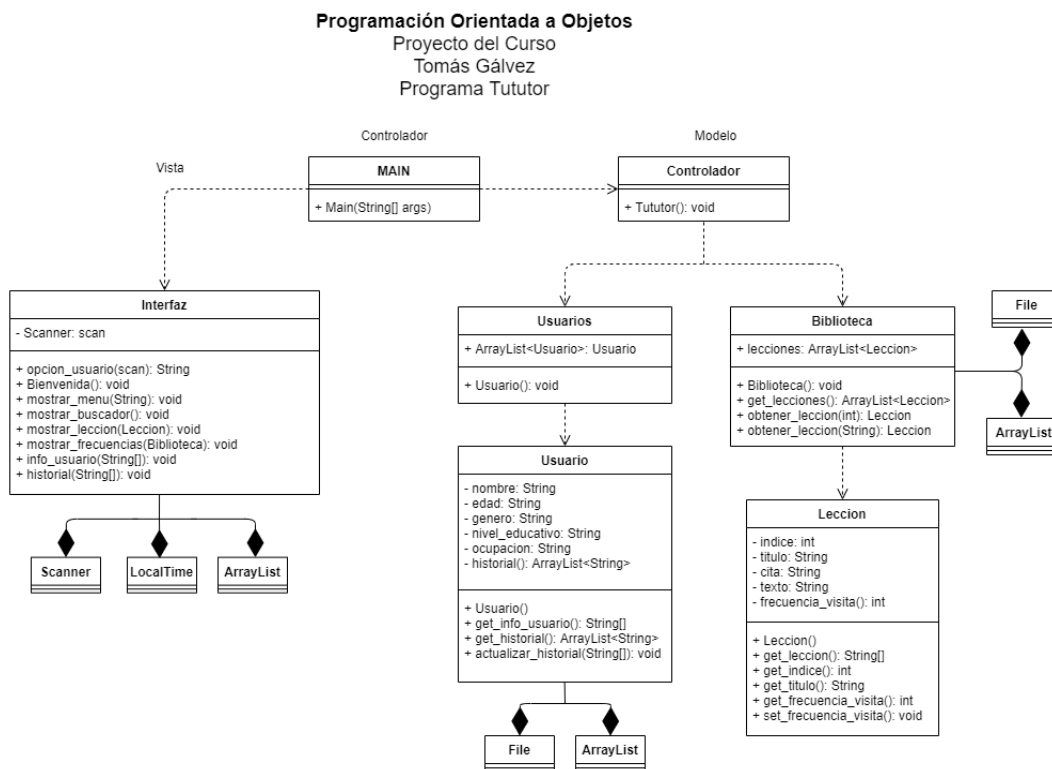 Programación Orientada a Objetos
Proyecto del Curso
Tomás Gálvez
Programa Tututor
Controlador
Modelo
Vista
MAIN
+ Main(String[] args)
Controlador
+ Tututor(): void
Interfaz
- Scanner: scan
+ opcion_usuario(scan): String
+ Bienvenida(): void
+ mostrar_menu(String): void
+ mostrar_buscador(): void
+ mostrar_leccion(Leccion): void
+ mostrar_frecuencias(Biblioteca): void
+ info_usuario(String[]): void
+ historial(String[]): void
Scanner
LocalTime
ArrayList
Usuarios
+ ArrayList<Usuario>: Usuario
+ Usuario(): void
Usuario
- nombre: String
- edad: String
- genero: String
- nivel_educativo: String
- ocupacion: String
- historial(): ArrayList<String>
+ Usuario()
+ get_info_usuario(): String[]
+ get_historial(): ArrayList<String>
+ actualizar_historial(String[]): void
File
ArrayList
Biblioteca
+ lecciones: ArrayList<Leccion>
+ Biblioteca(): void
+ get_lecciones(): ArrayList<Leccion>
+ obtener_leccion(int): Leccion
+ obtener_leccion(String): Leccion
File
ArrayList
Leccion
- indice: int
- titulo: String
- cita: String
- texto: String
- frecuencia_visita(): int
+ Leccion()
+ get_leccion(): String[]
+ get_indice(): int
+ get_titulo(): String
+ get_frecuencia_visita(): int
+ set_frecuencia_visita(): void